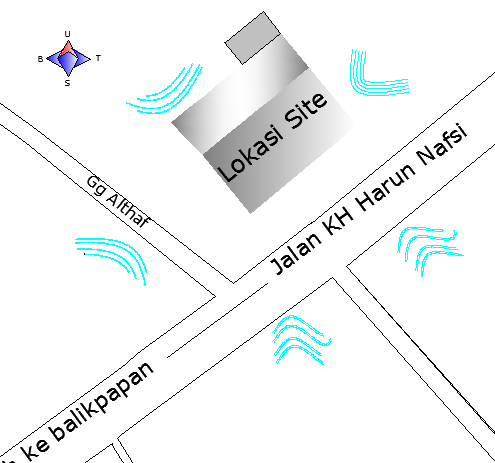 U
B T
S
Lokasi Site
Gg Althaf
Jalan KH Harun Nafsi
ke balikpapan